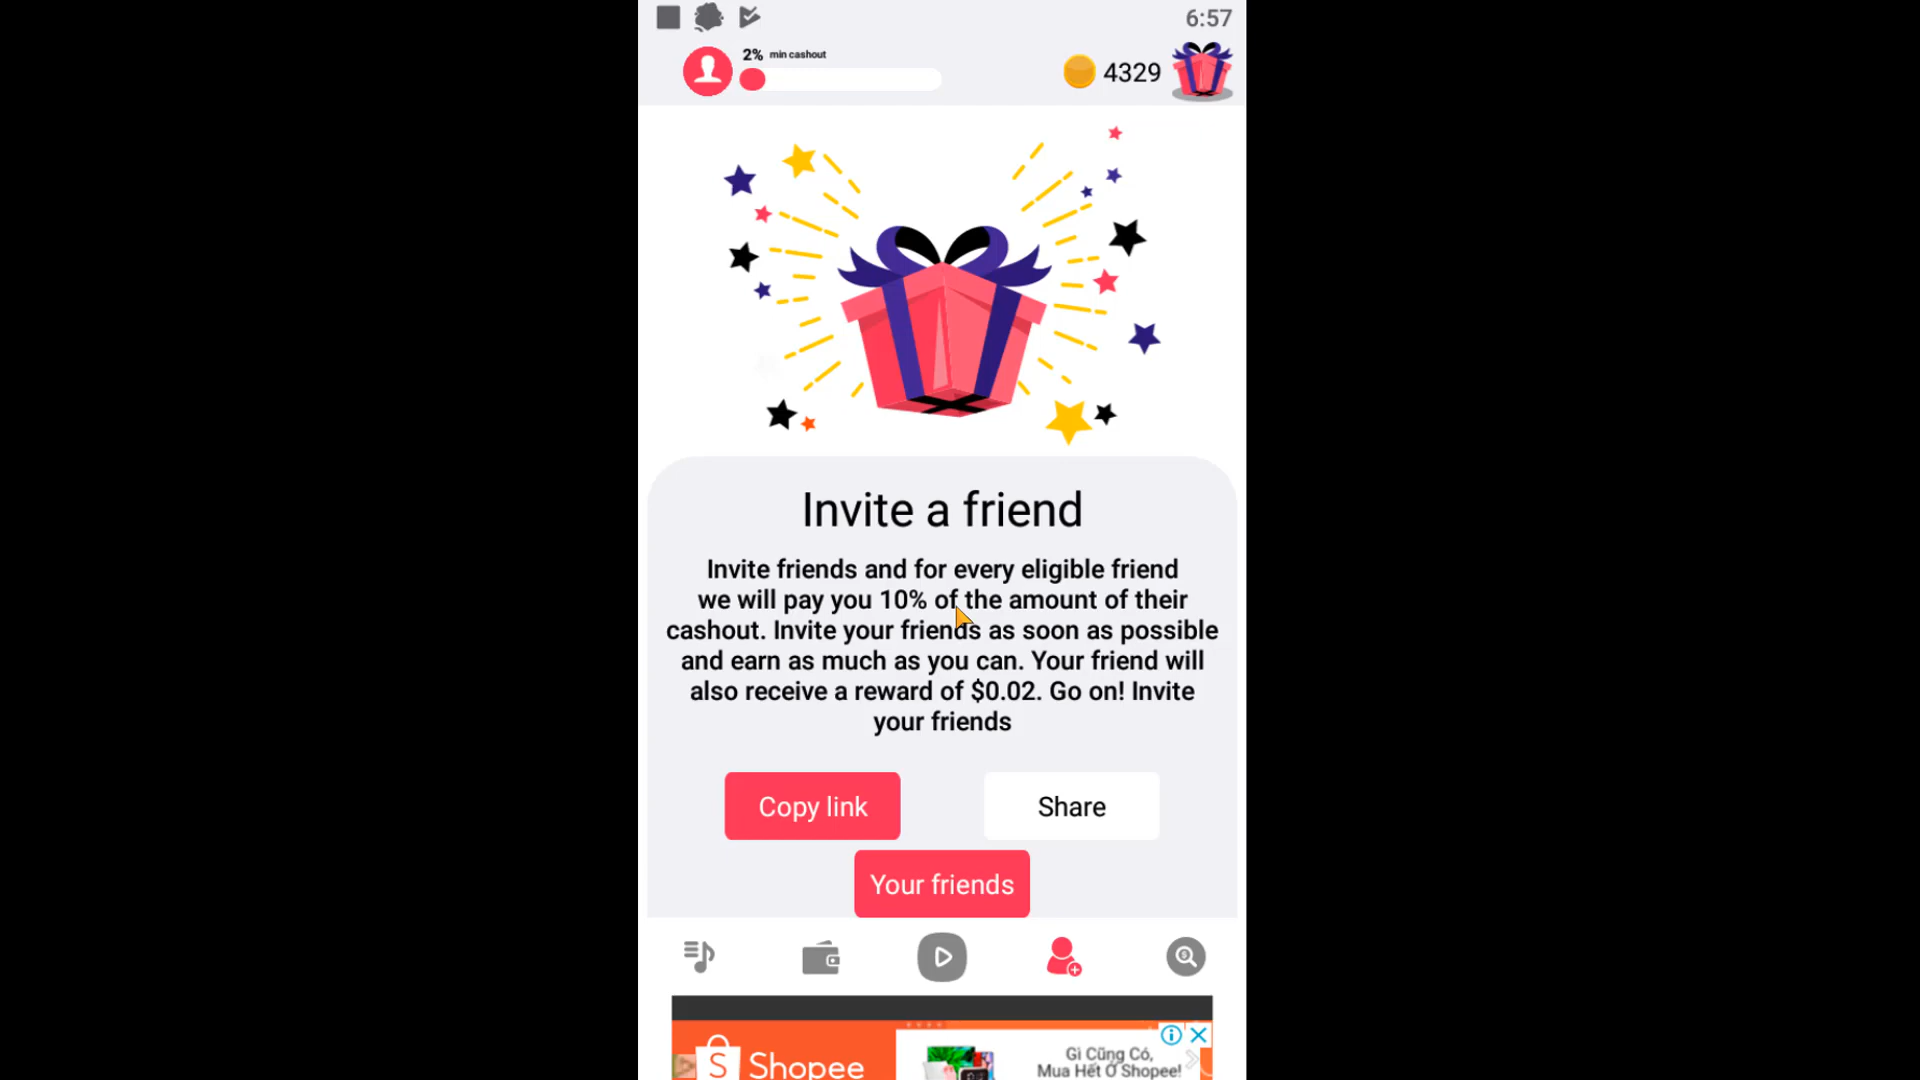 6:57
2% min cashout
4329
Invite a friend
Invite friends and for every eligible friend
we will pay you 10% of the amount of their
cashout. Invite your friends as soon as possible
and earn as much as you can. Your friend will
also receive a reward of $0.02. Go on! Invite
your friends
Copy link
Share
Your friends
Shopee
Gì Cũng Có,
Mua Hết Ở Shopee!